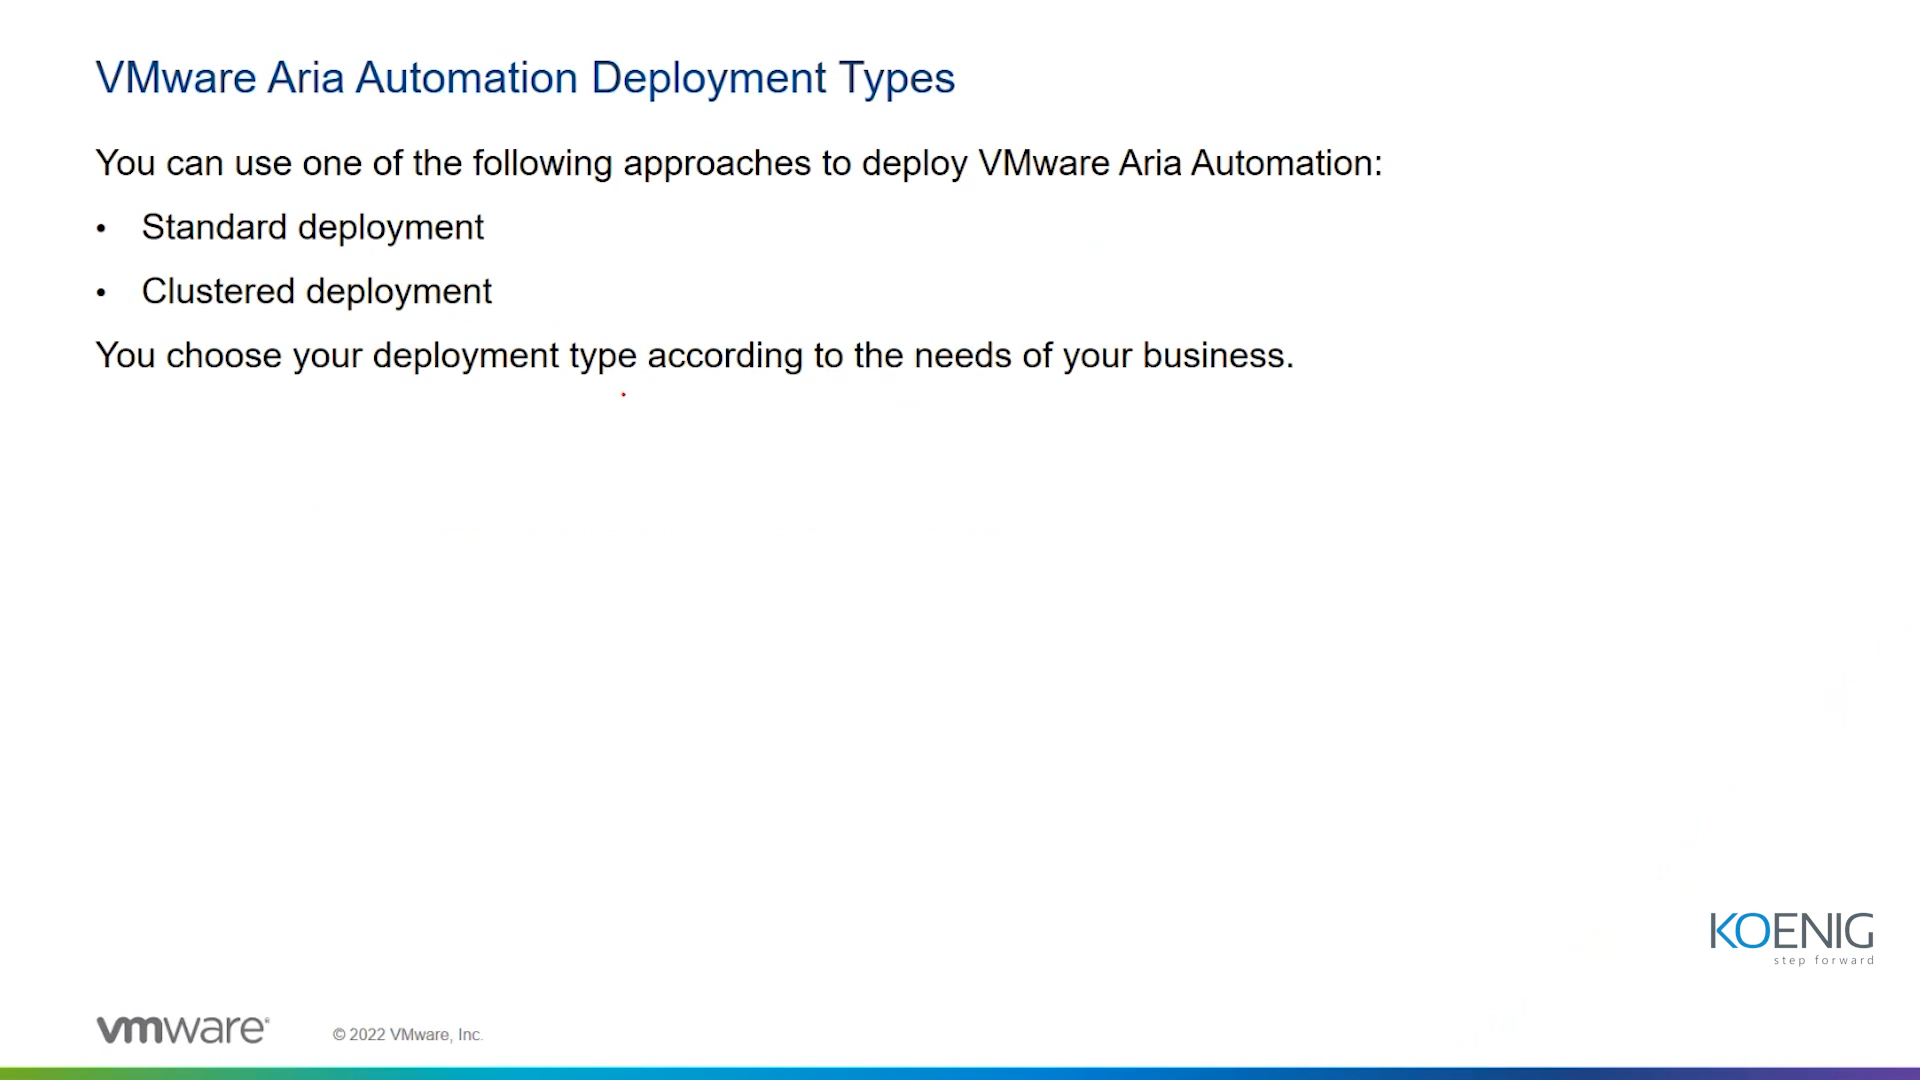 VMware Aria Automation Deployment Types
You can use one of the following approaches to deploy VMware Aria Automation:
• Standard deployment
• Clustered deployment
You choose your deployment type according to the needs of your business.
KOENIG
step forward
vmware®
© 2022 VMware, Inc.